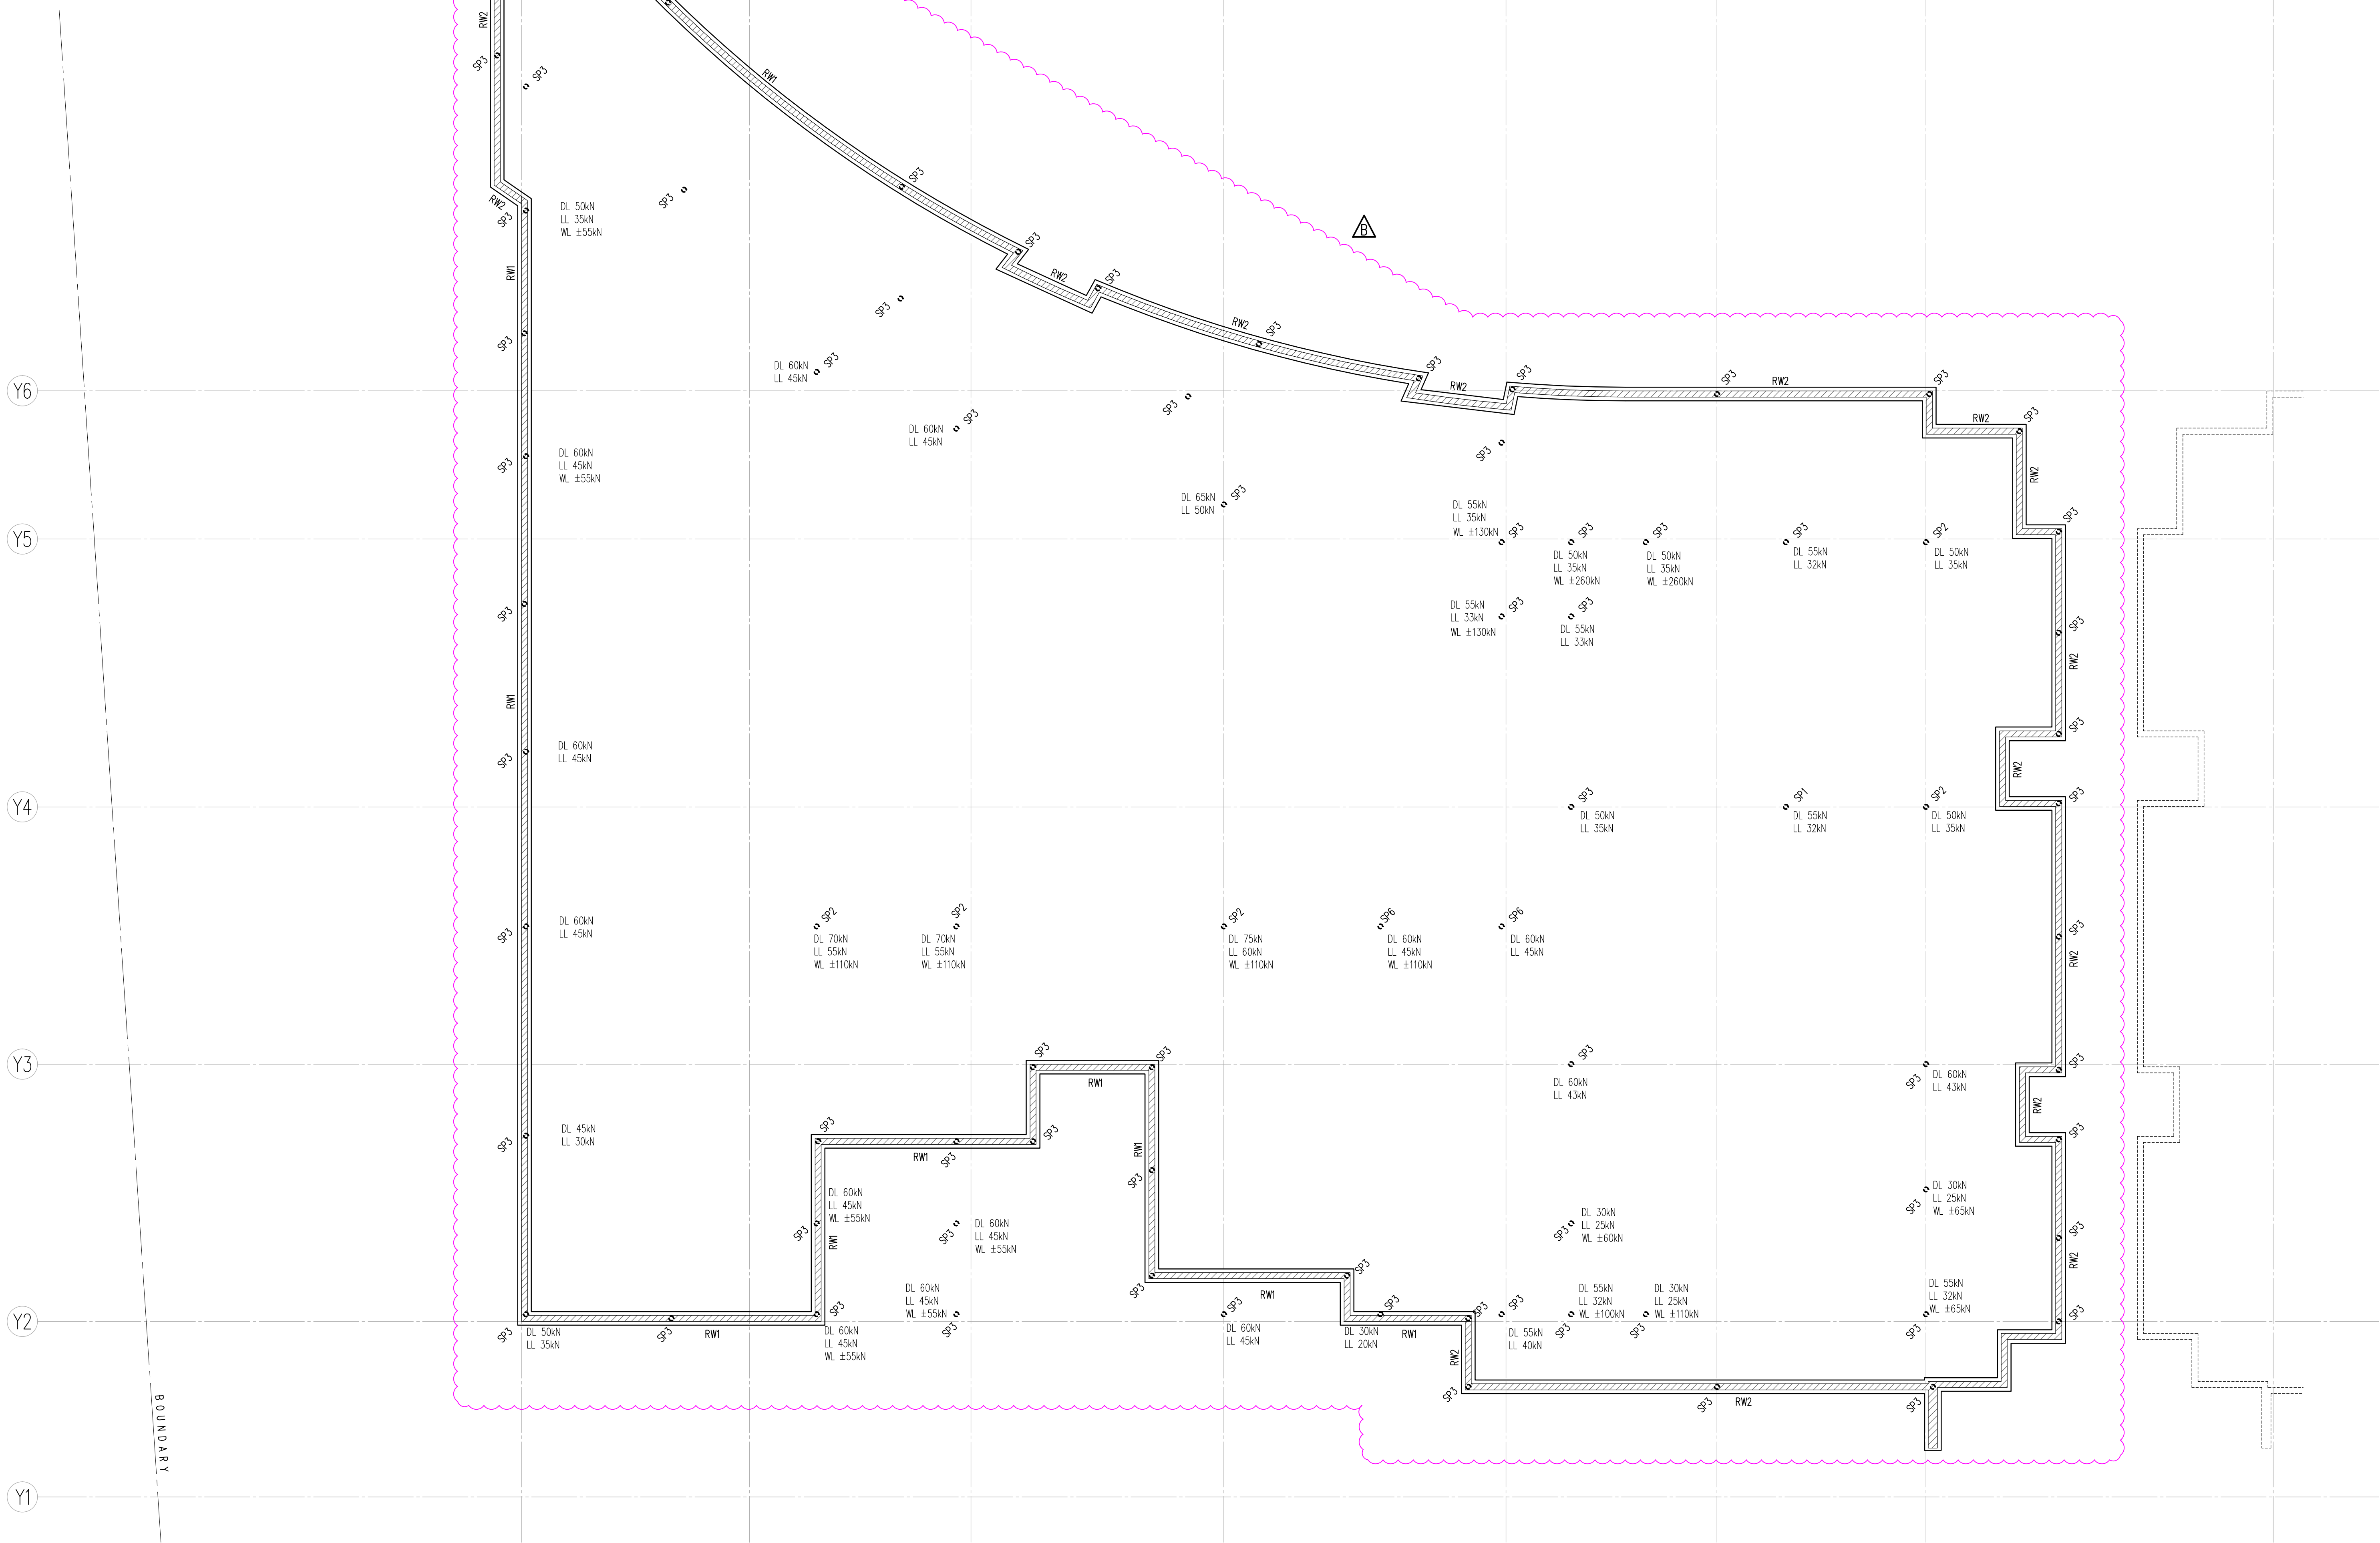 RW2
SP3
SP3
RW1
SP3
SP3
RW2
SP3
DL 50kN
LL 35kN
WL ±55kN
B
SP3
RW2
SP3
RW1
SP3
RW2
SP3
SP3
DL 60kN
LL 45kN
SP3
SP3
RW2
SP3
SP3
RW2
SP3
Y6
SP3
DL 60kN
LL 45kN
SP3
SP3
RW2
SP3
SP3
RW2
DL 60kN
LL 45kN
WL ±55kN
DL 65kN
LL 50kN
SP3
DL 55kN
LL 35kN
WL ±130kN
SP3
SP3
SP3
SP3
SP2
SP3
Y5
DL 50kN
LL 35kN
WL ±260kN
DL 50kN
LL 35kN
WL ±260kN
DL 55kN
LL 32kN
DL 50kN
LL 35kN
SP3
DL 55kN
LL 33kN
WL ±130kN
SP3
SP3
DL 55kN
LL 33kN
SP3
RW2
RW1
SP3
DL 60kN
LL 45kN
SP3
RW2
Y4
SP3
DL 50kN
LL 35kN
SP1
DL 55kN
LL 32kN
SP2
DL 50kN
LL 35kN
SP3
SP3
DL 60kN
LL 45kN
SP2
DL 70kN
LL 55kN
WL ±110kN
SP2
DL 70kN
LL 55kN
WL ±110kN
SP2
DL 75kN
LL 60kN
WL ±110kN
SP6
DL 60kN
LL 45kN
WL ±110kN
SP6
DL 60kN
LL 45kN
SP3
RW2
Y3
SP3
RW1
SP3
SP3
DL 60kN
LL 43kN
SP3
DL 60kN
LL 43kN
SP3
RW2
SP3
DL 45kN
LL 30kN
SP3
RW1
SP3
SP3
RW1
SP3
SP3
DL 60kN
LL 45kN
WL ±55kN
SP3
RW1
SP3
DL 60kN
LL 45kN
WL ±55kN
SP3
DL 30kN
LL 25kN
WL ±60kN
SP3
DL 30kN
LL 25kN
WL ±65kN
SP3
RW2
SP3
RW1
SP3
Y2
SP3
DL 50kN
LL 35kN
SP3
RW1
SP3
DL 60kN
LL 45kN
WL ±55kN
DL 60kN
LL 45kN
WL ±55kN
SP3
SP3
DL 60kN
LL 45kN
SP3
DL 30kN
LL 20kN
RW1
SP3
SP3
DL 55kN
LL 40kN
DL 55kN
LL 32kN
WL ±100kN
SP3
DL 30kN
LL 25kN
WL ±110kN
SP3
DL 55kN
LL 32kN
WL ±65kN
SP3
SP3
RW2
SP3
SP3
RW2
SP3
BOUNDARY
Y1